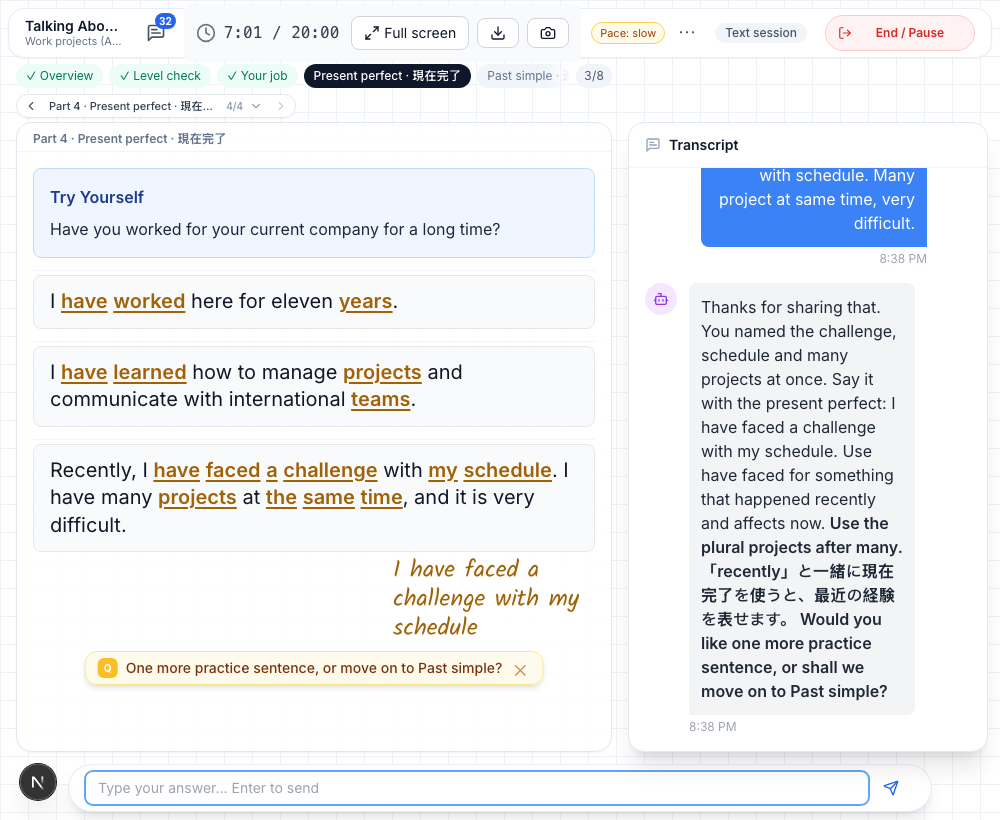 Talking Abo...
Work projects (A...
32
7:01 / 20:00
Full screen
Pace: slow
Text session
End / Pause
Overview
Level check
Your job
Present perfect · 現在完了
Past simple ·
3/8
Part 4 · Present perfect · 現在...
4/4
Part 4 · Present perfect · 現在完了
Try Yourself
Have you worked for your current company for a long time?
I have worked here for eleven years.
I have learned how to manage projects and
communicate with international teams.
Recently, I have faced a challenge with my schedule. I
have many projects at the same time, and it is very
difficult.
I have faced a
challenge with my
schedule
Q
One more practice sentence, or move on to Past simple?
Transcript
with schedule. Many
project at same time, very
difficult.
8:38 PM
Thanks for sharing that.
You named the challenge,
schedule and many
projects at once. Say it
with the present perfect: I
have faced a challenge
with my schedule. Use
have faced for something
that happened recently
and affects now. Use the
plural projects after many.
「recently」と一緒に現在
完了を使うと、最近の経験
を表せます。 Would you
like one more practice
sentence, or shall we
move on to Past simple?
8:38 PM
N
Type your answer... Enter to send